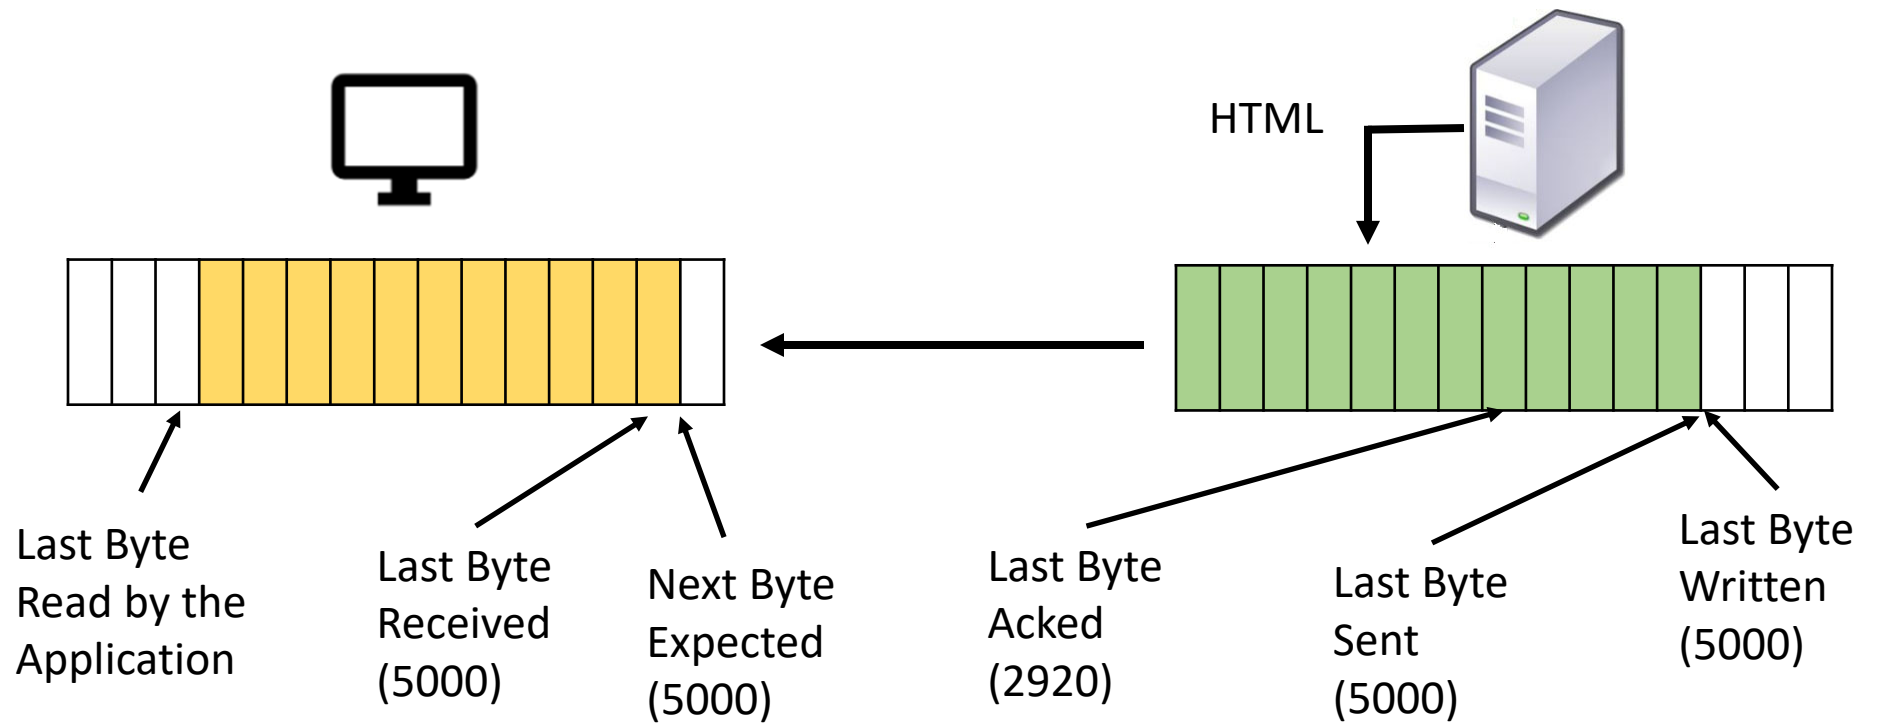 HTML
Last Byte
Read by the
Application
Last Byte
Received
(5000)
Next Byte
Expected
(5000)
Last Byte
Acked
(2920)
Last Byte
Sent
(5000)
Last Byte
Written
(5000)